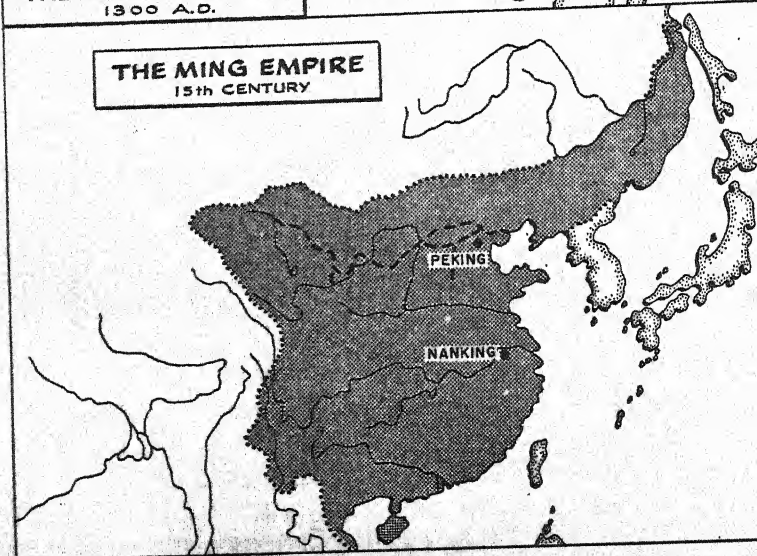 1300 A.D.
THE MING EMPIRE
15th CENTURY
PEKING
NANKING